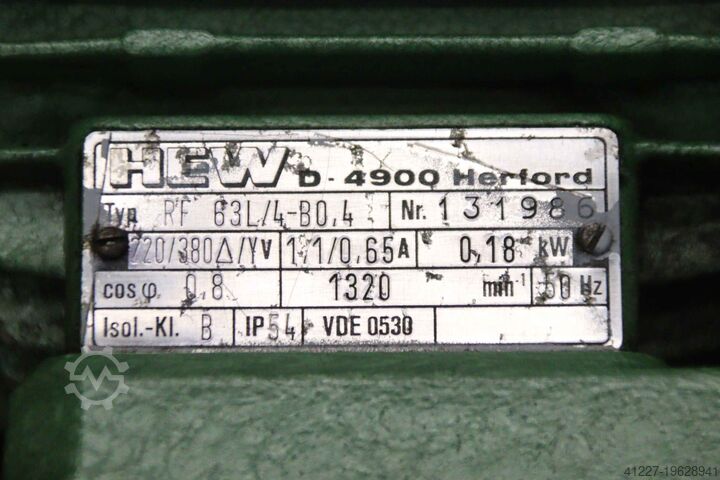 HEW D-4900 Herford
Typ RF 63L/4-B0,4 Nr. 131986
220/380Δ/YV 1,1/0,65A 0,18 kW
cos φ 0,8 1320 min⁻¹ 50 Hz
Isol.-Kl. B IP54 VDE 0530
41227-19628941